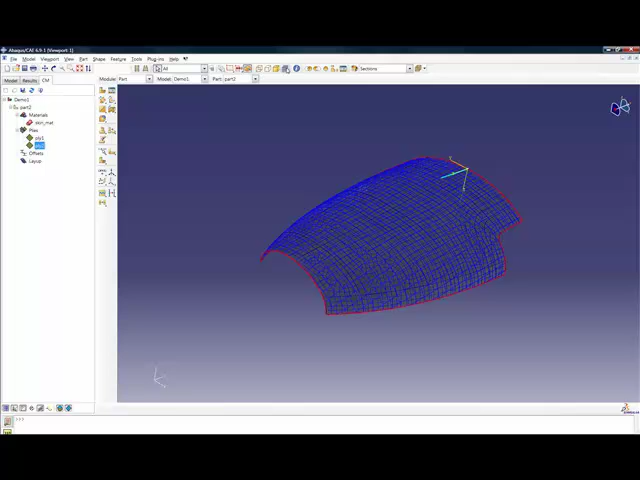 Abaqus/CAE 6.9-1 [Viewport: 1]
File Model Viewport View Part Shape Feature Tools Plug-ins Help
All
Sections
Model Results CM
Module: Part Model: Demo1 Part: part2
Demo1
part2
Materials
skin_mat
Plies
ply1
Offsets
Layup
>>>